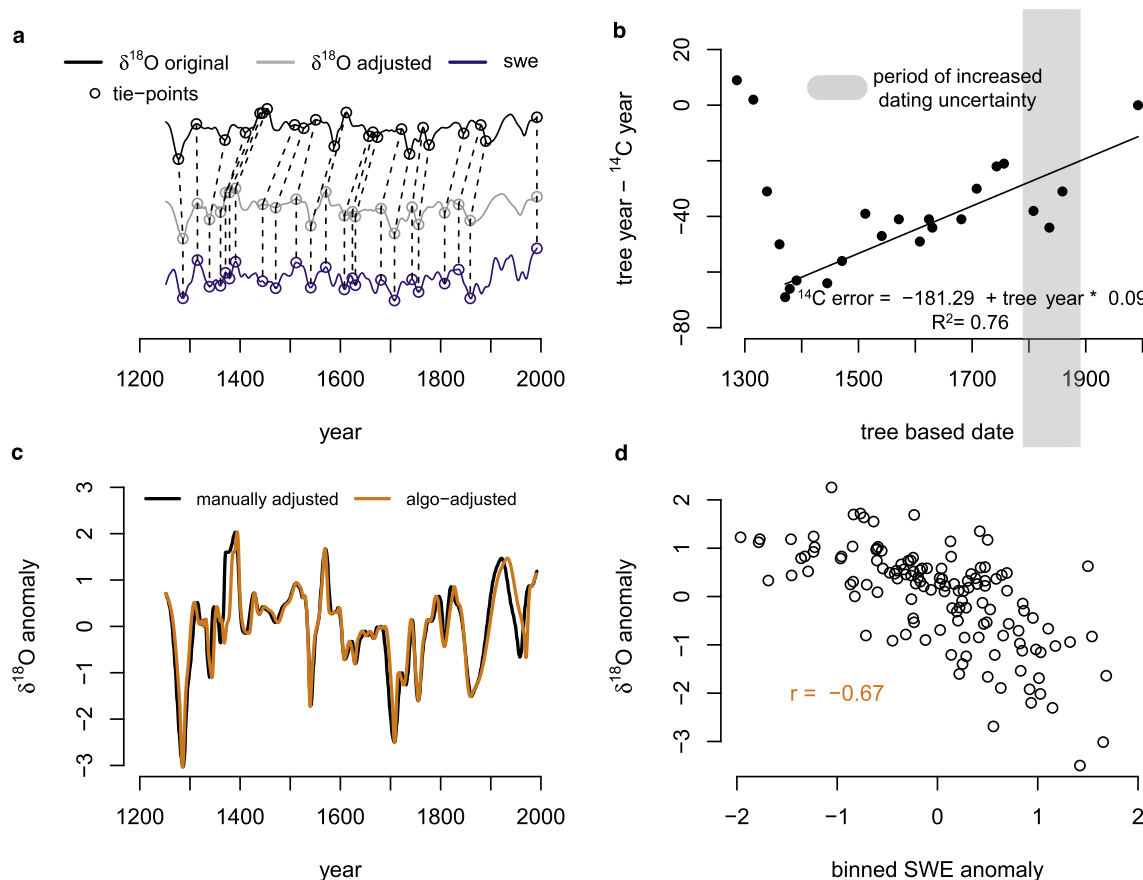 a
δ18O original δ18O adjusted swe
tie−points
1200 1400 1600 1800 2000
year
b
20
0
−40
−80
tree year − 14C year
period of increased
dating uncertainty
14C error = −181.29 + tree year * 0.09
R2= 0.76
1300 1500 1700 1900
tree based date
c
manually adjusted algo−adjusted
3
2
1
0
−1
−2
−3
δ18O anomaly
1200 1400 1600 1800 2000
year
d
2
1
0
−1
−2
−3
δ18O anomaly
r = −0.67
−2 −1 0 1 2
binned SWE anomaly